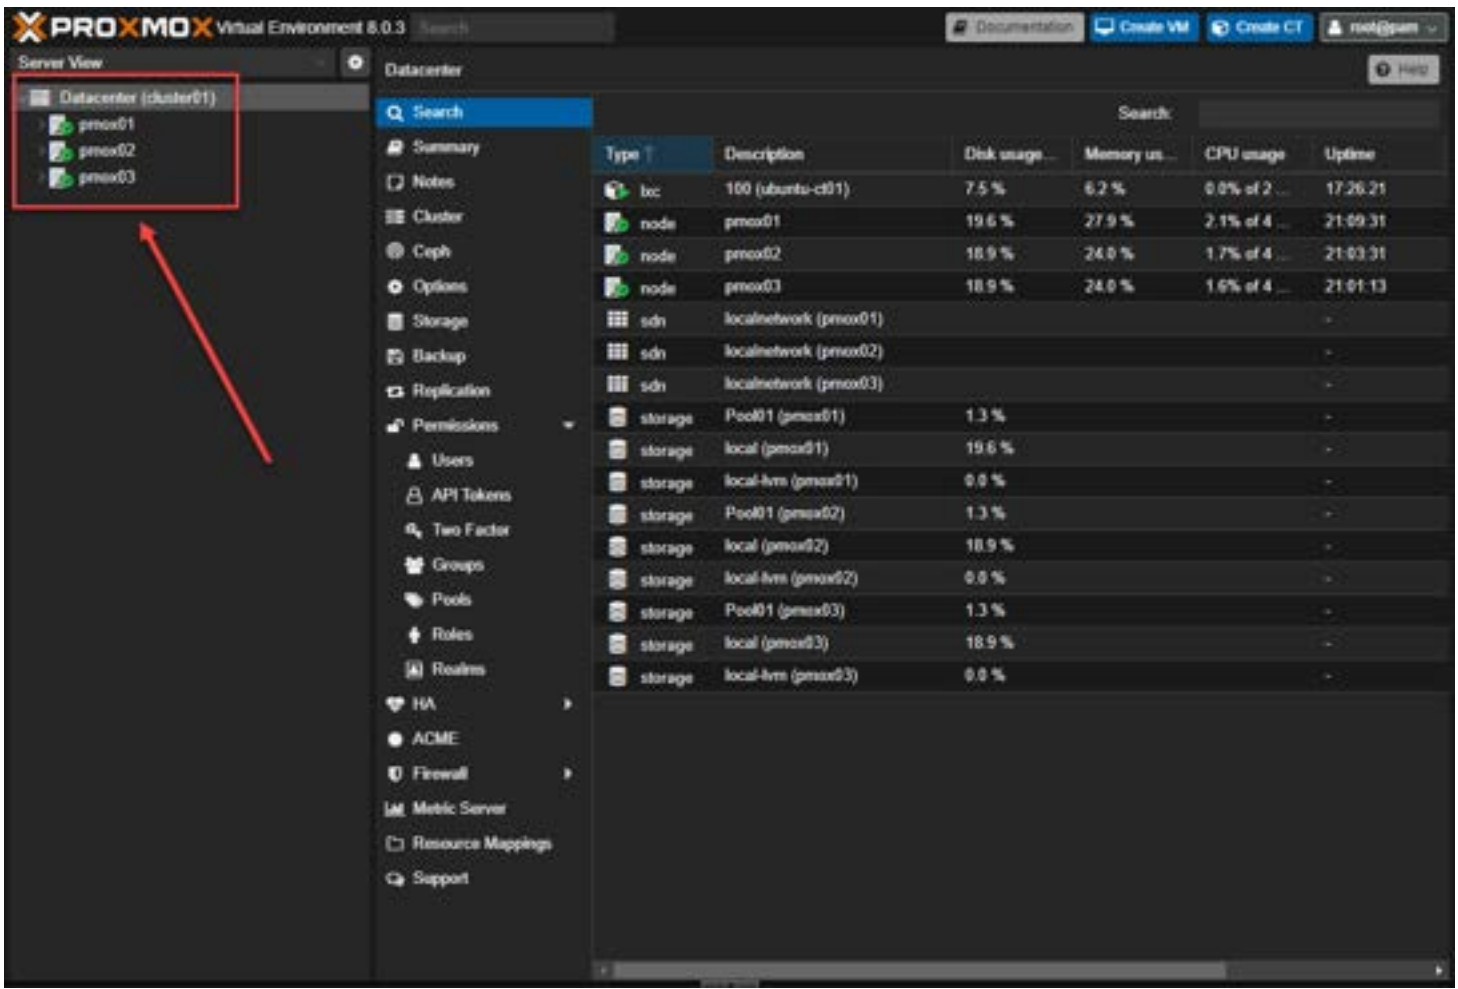 PROXMOX Virtual Environment 8.0.3 Search Documentation Create VM Create CT root@pam
Server View
Datacenter (cluster01)
pmox01
pmox02
pmox03
Datacenter Help
Search
Summary
Notes
Cluster
Ceph
Options
Storage
Backup
Replication
Permissions
Users
API Tokens
Two Factor
Groups
Pools
Roles
Realms
HA
ACME
Firewall
Metric Server
Resource Mappings
Support
Search:
Type Description Disk usage... Memory us... CPU usage Uptime
lxc 100 (ubuntu-ct01) 7.5 % 6.2 % 0.0% of 2 ... 17:26:21
node pmox01 19.6 % 27.9 % 2.1% of 4 ... 21:09:31
node pmox02 18.9 % 24.0 % 1.7% of 4 ... 21:03:31
node pmox03 18.9 % 24.0 % 1.6% of 4 ... 21:01:13
sdn localnetwork (pmox01) -
sdn localnetwork (pmox02) -
sdn localnetwork (pmox03) -
storage Pool01 (pmox01) 1.3 % -
storage local (pmox01) 19.6 % -
storage local-lvm (pmox01) 0.0 % -
storage Pool01 (pmox02) 1.3 % -
storage local (pmox02) 18.9 % -
storage local-lvm (pmox02) 0.0 % -
storage Pool01 (pmox03) 1.3 % -
storage local (pmox03) 18.9 % -
storage local-lvm (pmox03) 0.0 % -